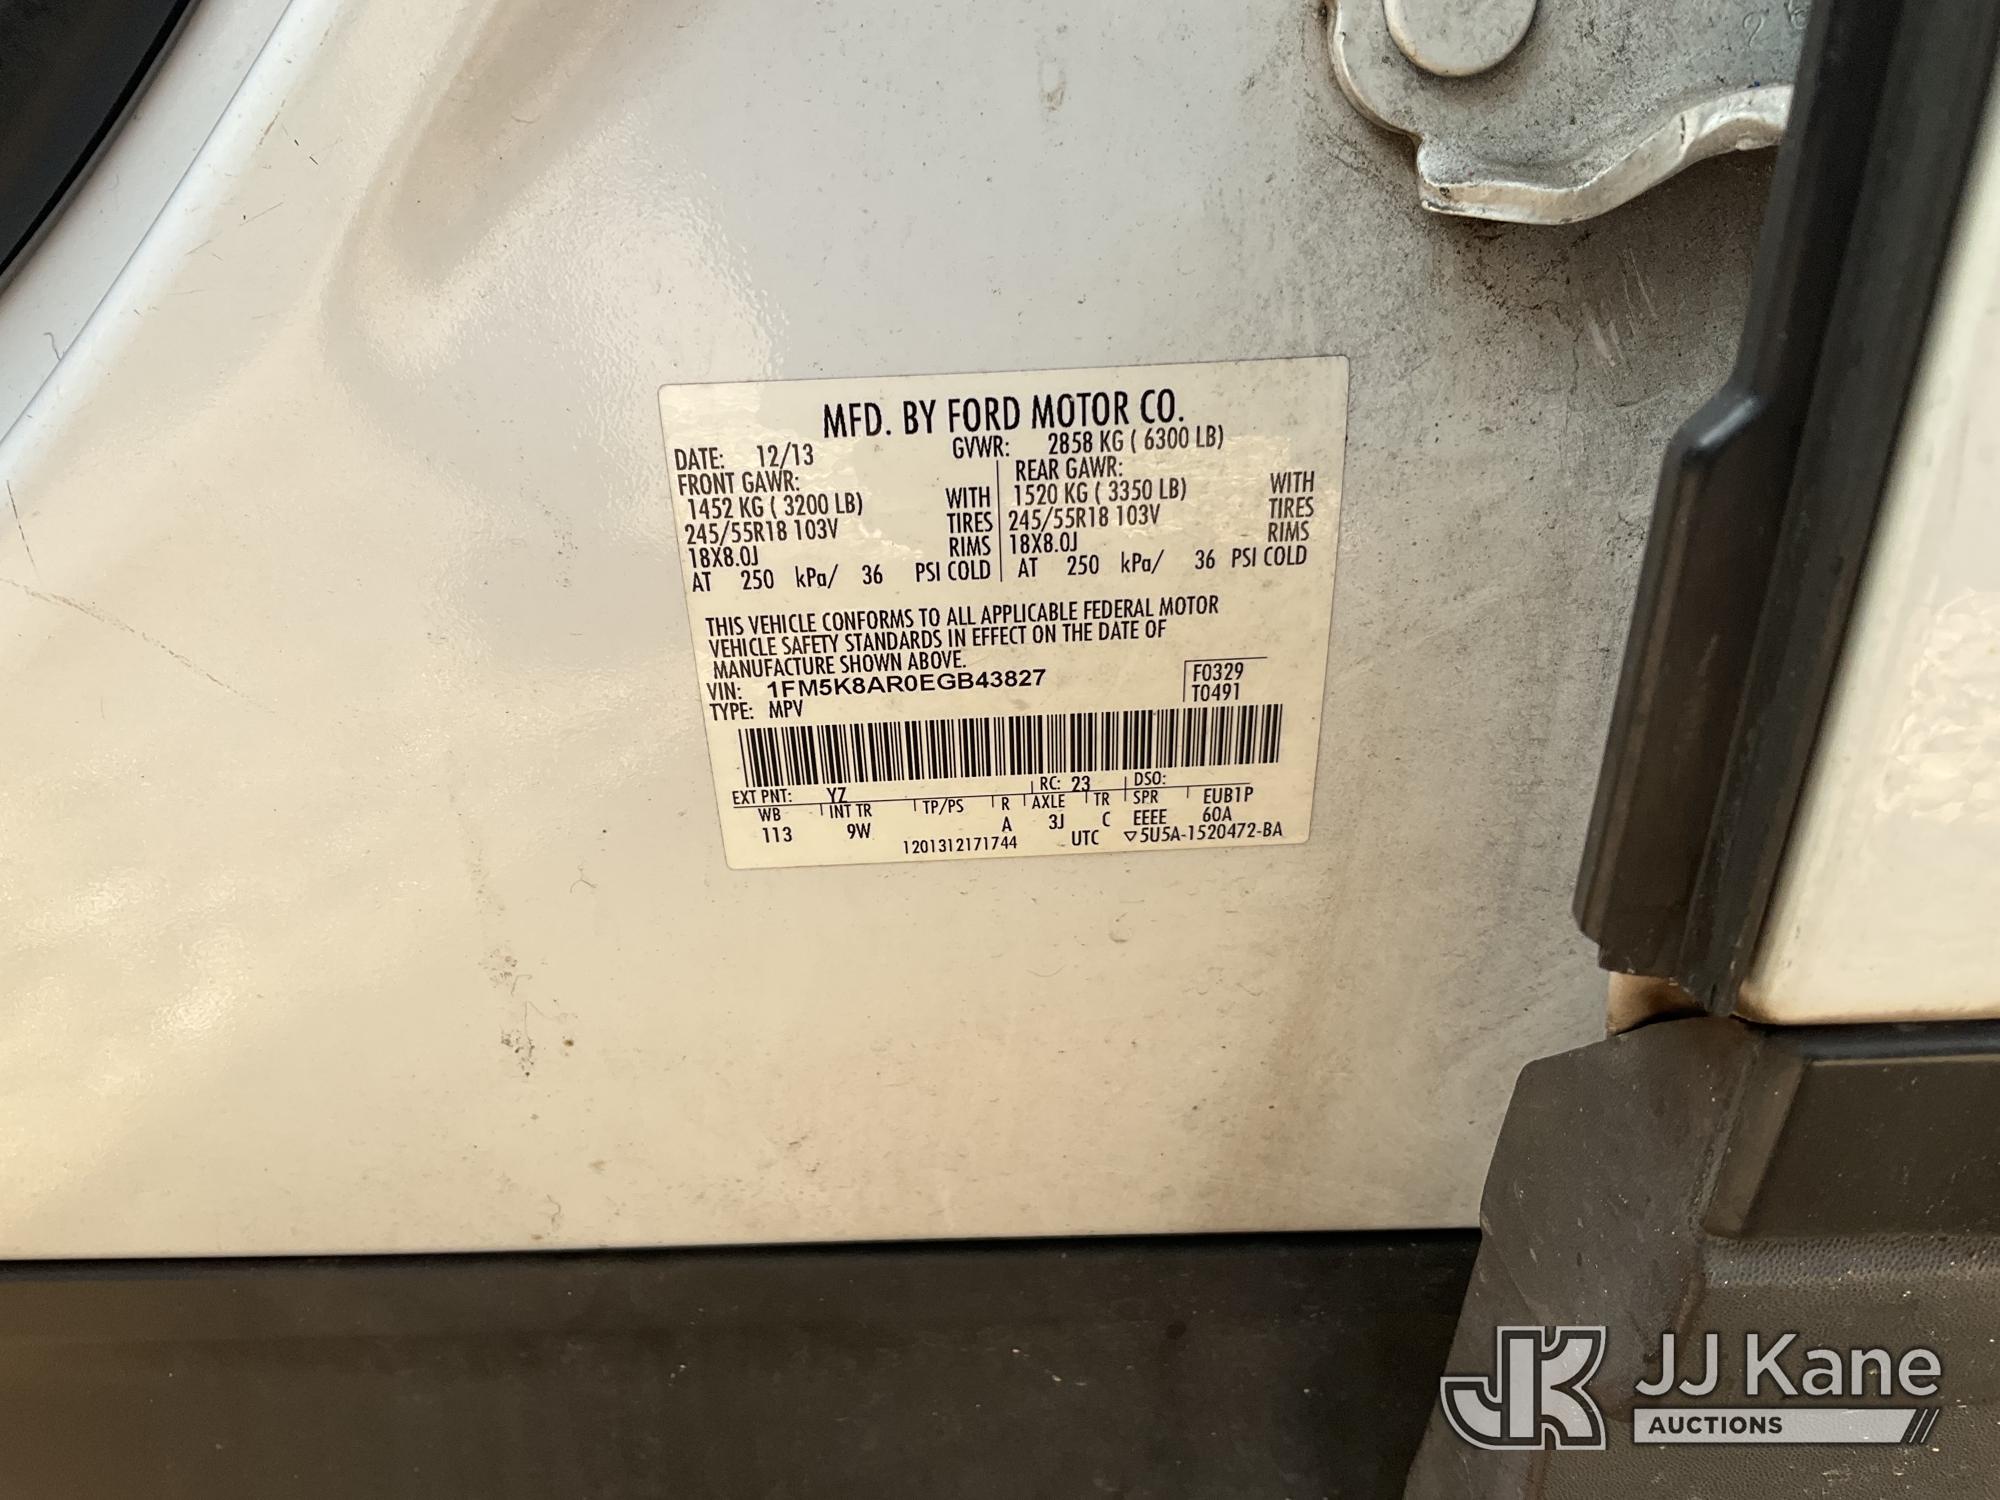 MFD. BY FORD MOTOR CO.
DATE: 12/13 GVWR: 2858 KG ( 6300 LB)
FRONT GAWR: REAR GAWR:
1452 KG ( 3200 LB) WITH 1520 KG ( 3350 LB) WITH
245/55R18 103V TIRES 245/55R18 103V TIRES
18X8.0J RIMS 18X8.0J RIMS
AT 250 kPa/ 36 PSI COLD AT 250 kPa/ 36 PSI COLD
THIS VEHICLE CONFORMS TO ALL APPLICABLE FEDERAL MOTOR
VEHICLE SAFETY STANDARDS IN EFFECT ON THE DATE OF
MANUFACTURE SHOWN ABOVE.
VIN: 1FM5K8AR0EGB43827 F0329
TYPE: MPV T0491
EXT PNT: YZ RC: 23 DSO:
WB INT TR TP/PS R AXLE TR SPR EUB1P
113 9W A 3J C EEEE 60A
1201312171744 UTC ▽5U5A-1520472-BA
JK JJ Kane
AUCTIONS